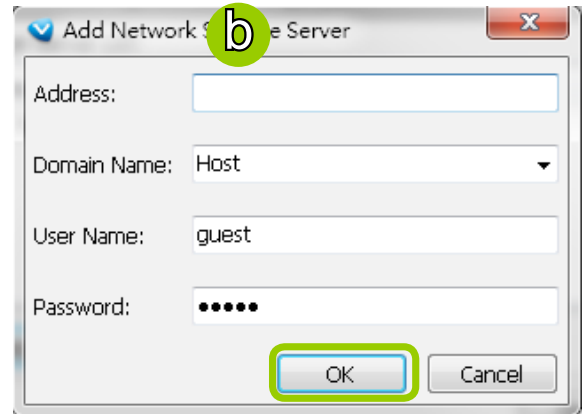 Add Network S e Server
b
Address:
Domain Name: Host
User Name: guest
Password: •••••
OK Cancel